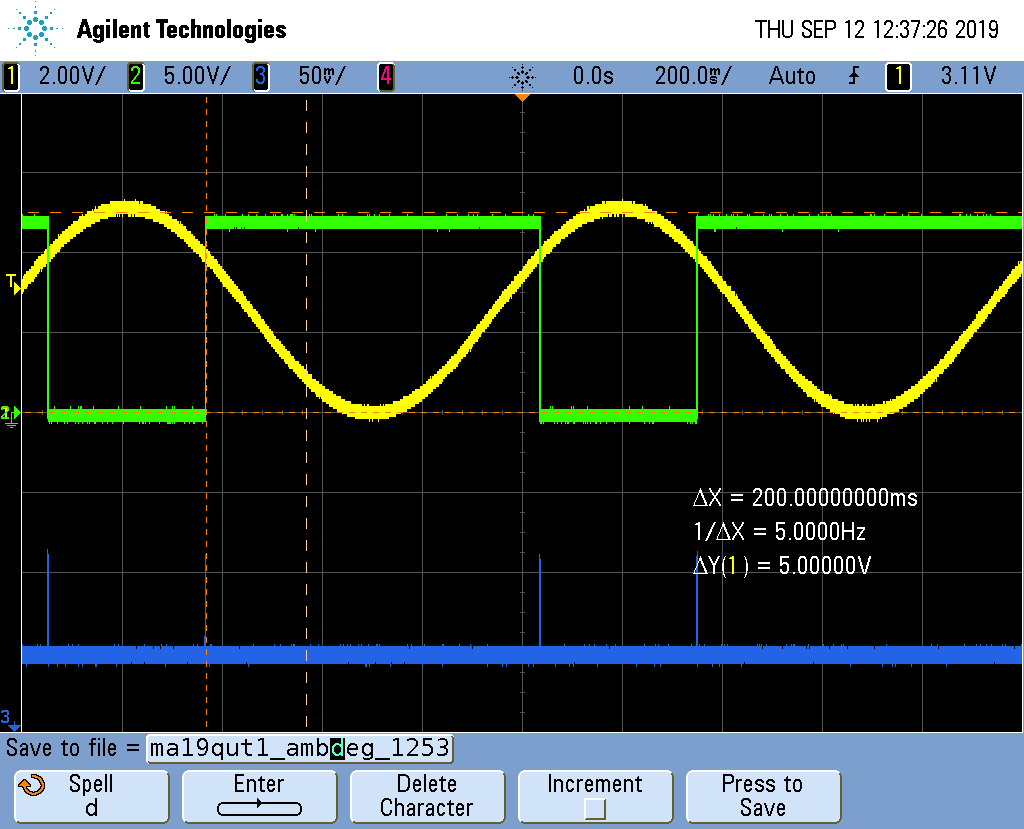 Agilent Technologies
THU SEP 12 12:37:26 2019
1 2.00V/ 2 5.00V/ 3 50mV/ 4 0.0s 200.0ms/ Auto 1 3.11V
T
2
ΔX = 200.00000000ms
1/ΔX = 5.0000Hz
ΔY(1) = 5.00000V
3
Save to file = ma19qut1_ambdeg_1253
Spell
d
Enter
Delete
Character
Increment
Press to
Save